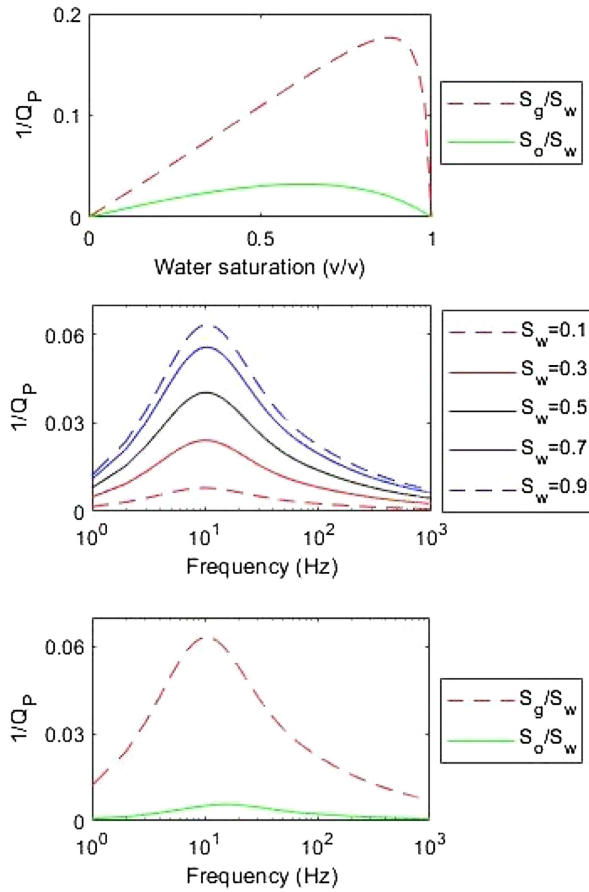 0.2
0.1
0
1/Q_P
0 0.5 1
Water saturation (v/v)
S_g/S_w
S_o/S_w
0.06
0.03
0
1/Q_P
10^0 10^1 10^2 10^3
Frequency (Hz)
S_w=0.1
S_w=0.3
S_w=0.5
S_w=0.7
S_w=0.9
0.06
0.03
0
1/Q_P
10^0 10^1 10^2 10^3
Frequency (Hz)
S_g/S_w
S_o/S_w